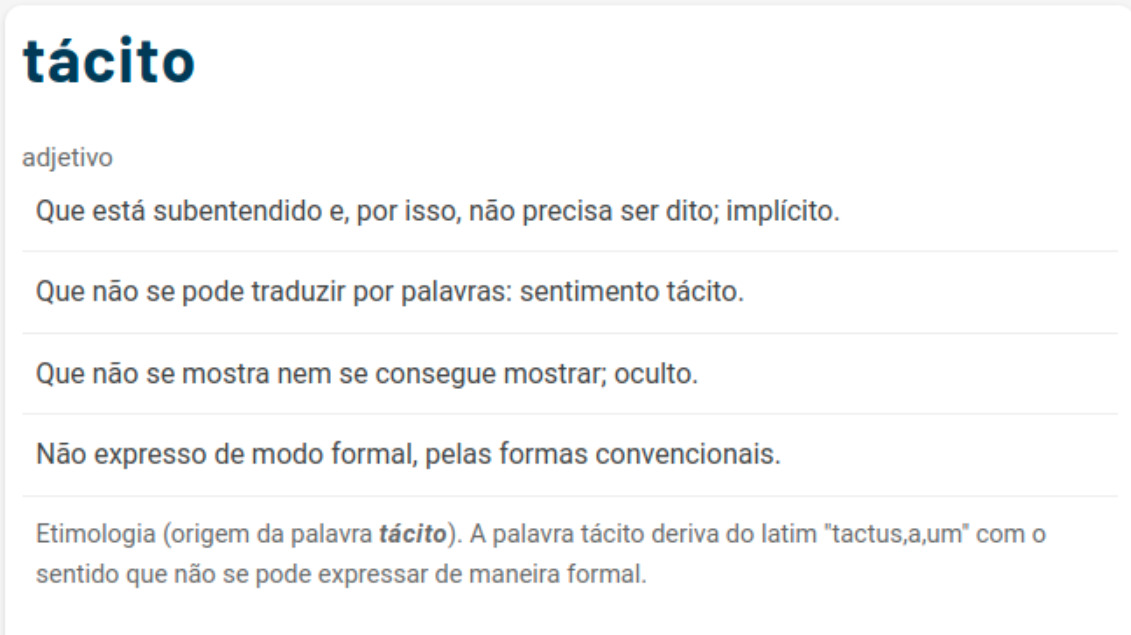 tácito
adjetivo
Que está subentendido e, por isso, não precisa ser dito; implícito.
Que não se pode traduzir por palavras: sentimento tácito.
Que não se mostra nem se consegue mostrar; oculto.
Não expresso de modo formal, pelas formas convencionais.
Etimologia (origem da palavra tácito). A palavra tácito deriva do latim "tactus,a,um" com o
sentido que não se pode expressar de maneira formal.